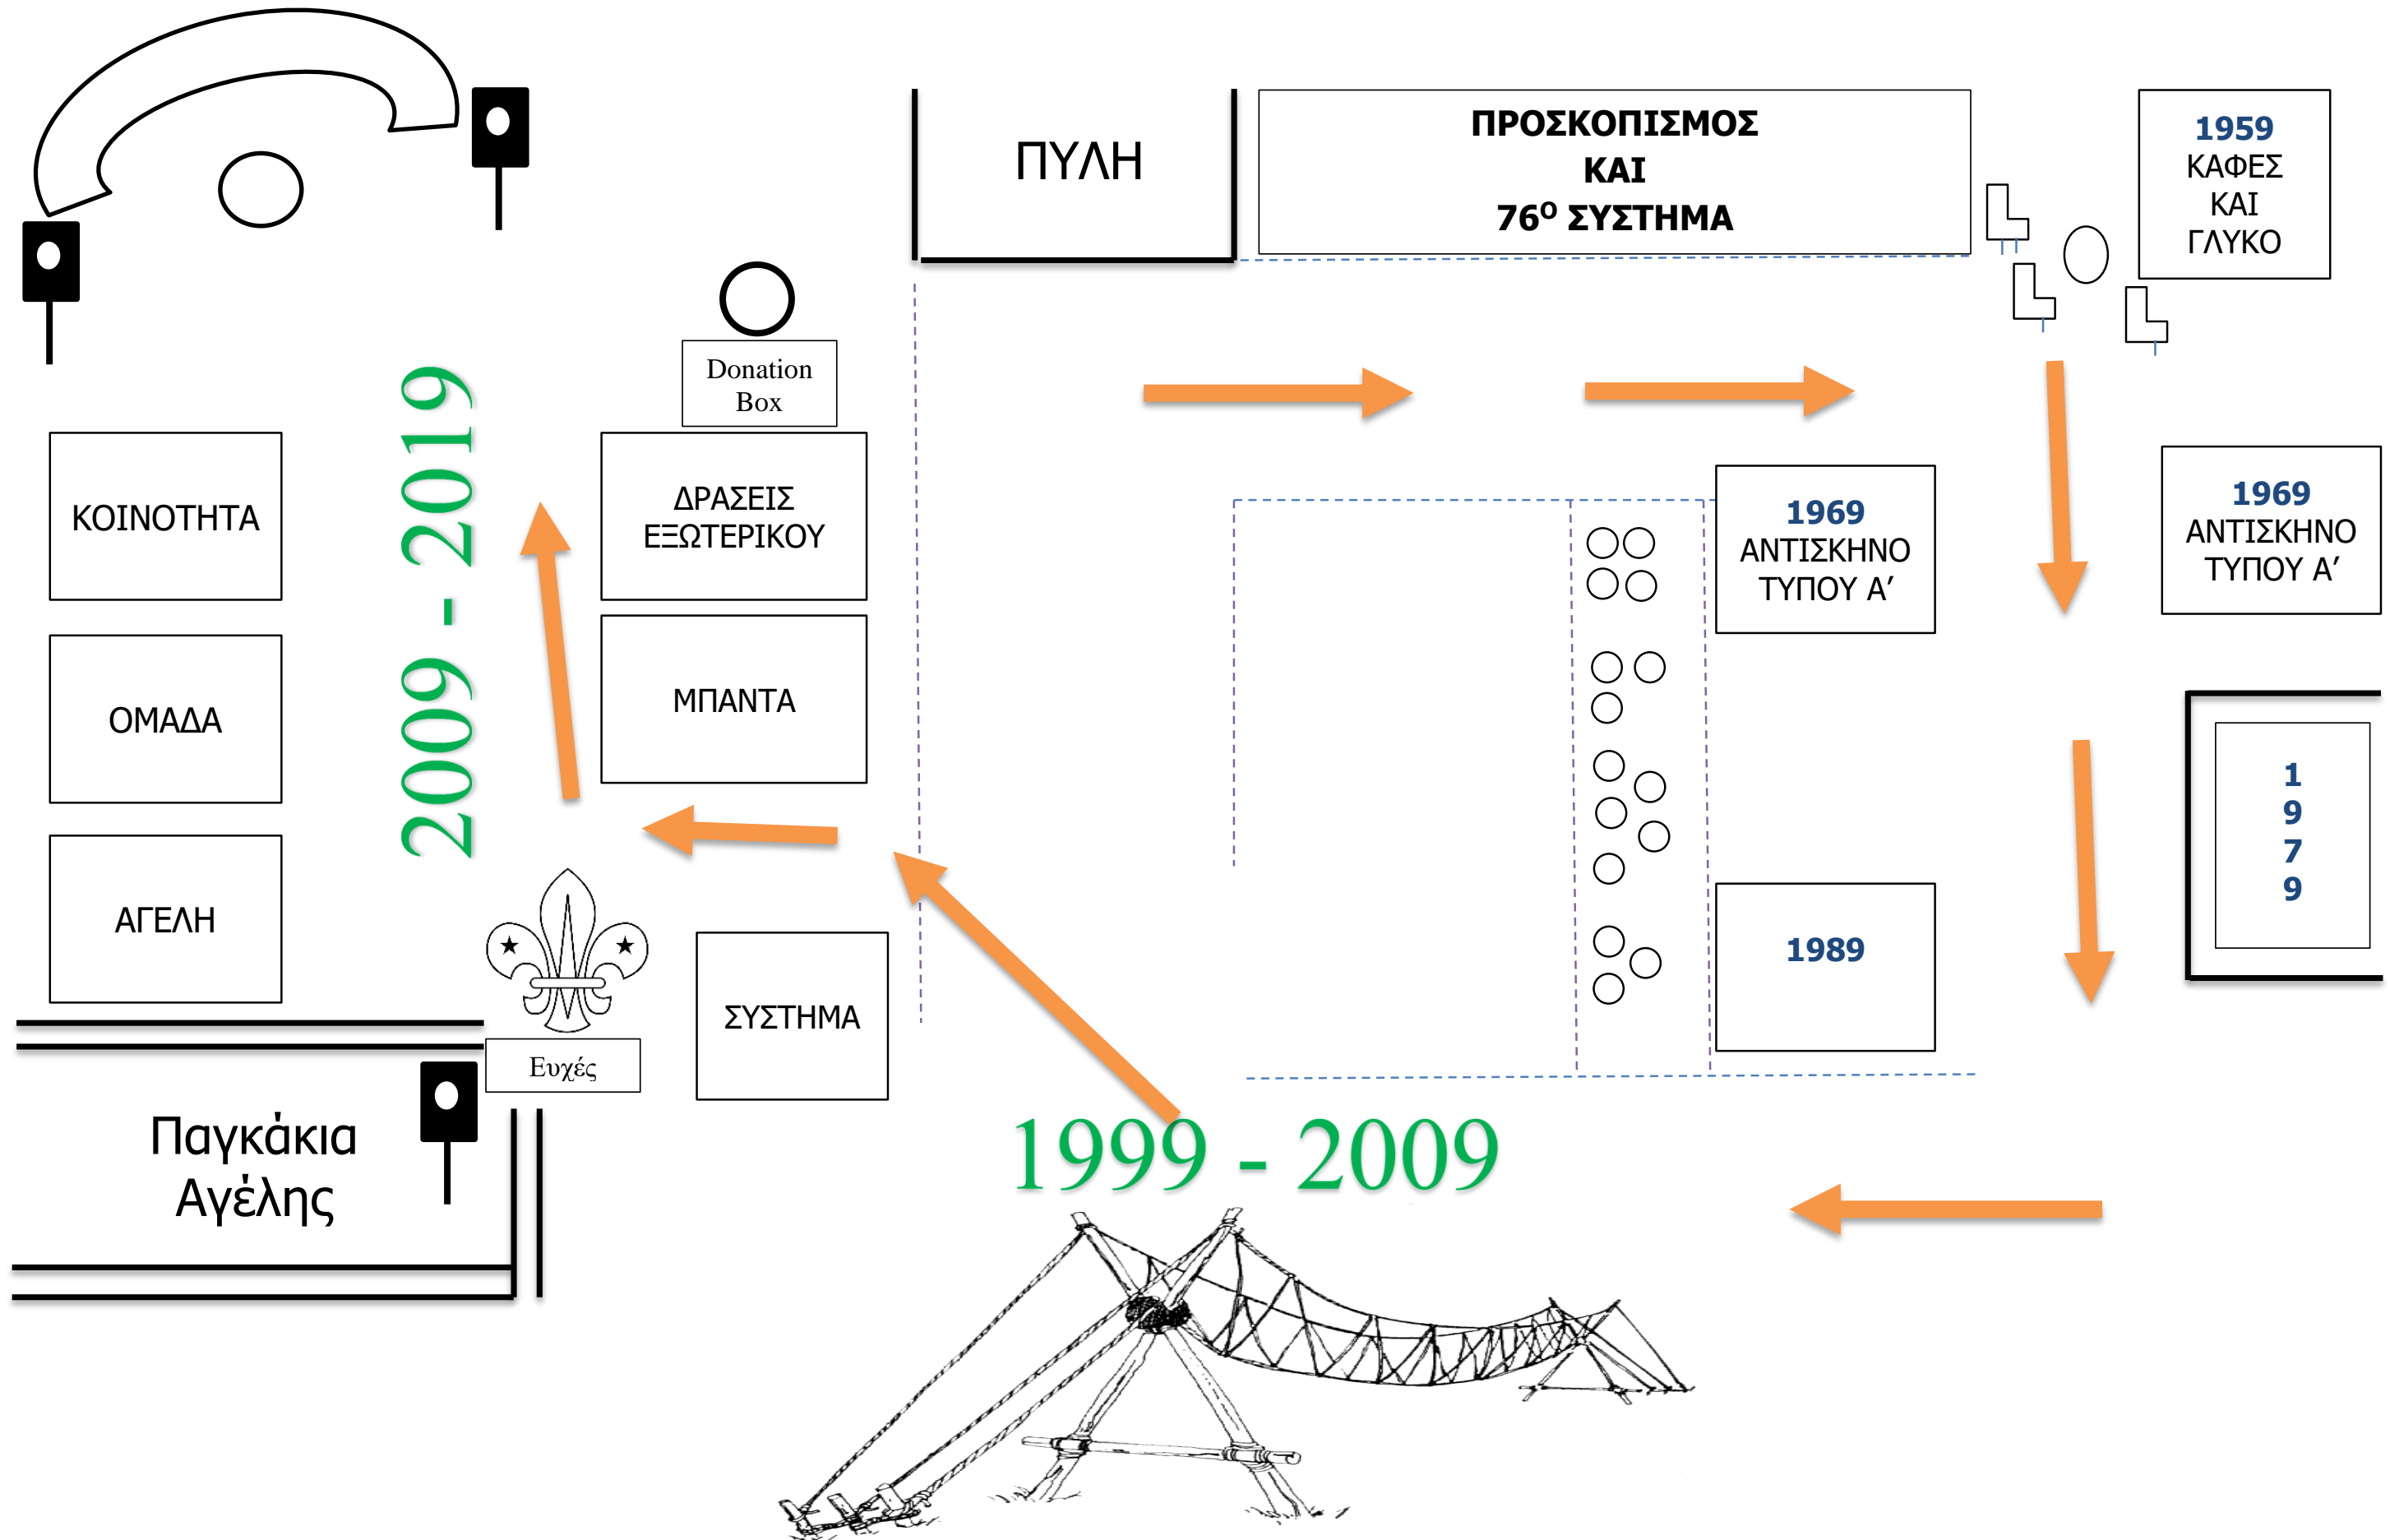 ΠΥΛΗ
ΠΡΟΣΚΟΠΙΣΜΟΣ
ΚΑΙ
76Ο ΣΥΣΤΗΜΑ
1959
ΚΑΦΕΣ
ΚΑΙ
ΓΛΥΚΟ
Donation
Box
ΚΟΙΝΟΤΗΤΑ
2009 - 2019
ΔΡΑΣΕΙΣ
ΕΞΩΤΕΡΙΚΟΥ
1969
ΑΝΤΙΣΚΗΝΟ
ΤΥΠΟΥ Α’
1969
ΑΝΤΙΣΚΗΝΟ
ΤΥΠΟΥ Α’
ΟΜΑΔΑ
ΜΠΑΝΤΑ
1
9
7
9
ΑΓΕΛΗ
1989
ΣΥΣΤΗΜΑ
Ευχές
Παγκάκια
Αγέλης
1999 - 2009